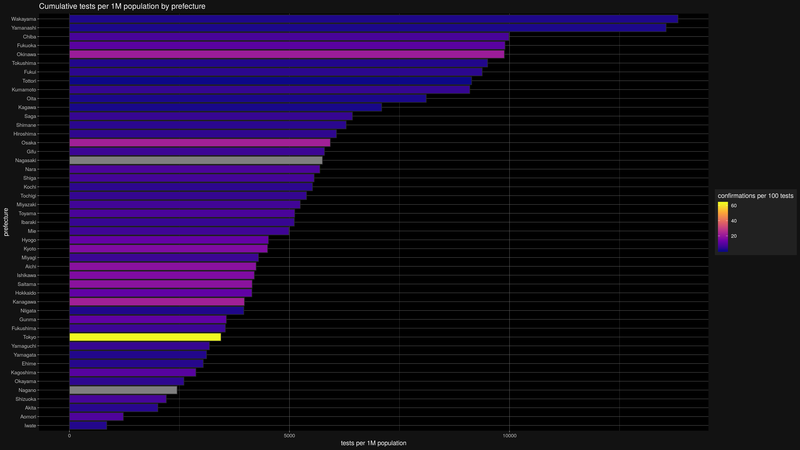 Cumulative tests per 1M population by prefecture
Wakayama
Yamanashi
Chiba
Fukuoka
Okinawa
Tokushima
Fukui
Tottori
Kumamoto
Oita
Kagawa
Saga
Shimane
Hiroshima
Osaka
Gifu
Nagasaki
Nara
Shiga
Kochi
Tochigi
Miyazaki
Toyama
Ibaraki
Mie
Hyogo
Kyoto
Miyagi
Aichi
Ishikawa
Saitama
Hokkaido
Kanagawa
Niigata
Gunma
Fukushima
Tokyo
Yamaguchi
Yamagata
Ehime
Kagoshima
Okayama
Nagano
Shizuoka
Akita
Aomori
Iwate
prefecture
0
5000
10000
tests per 1M population
confirmations per 100 tests
60
40
20